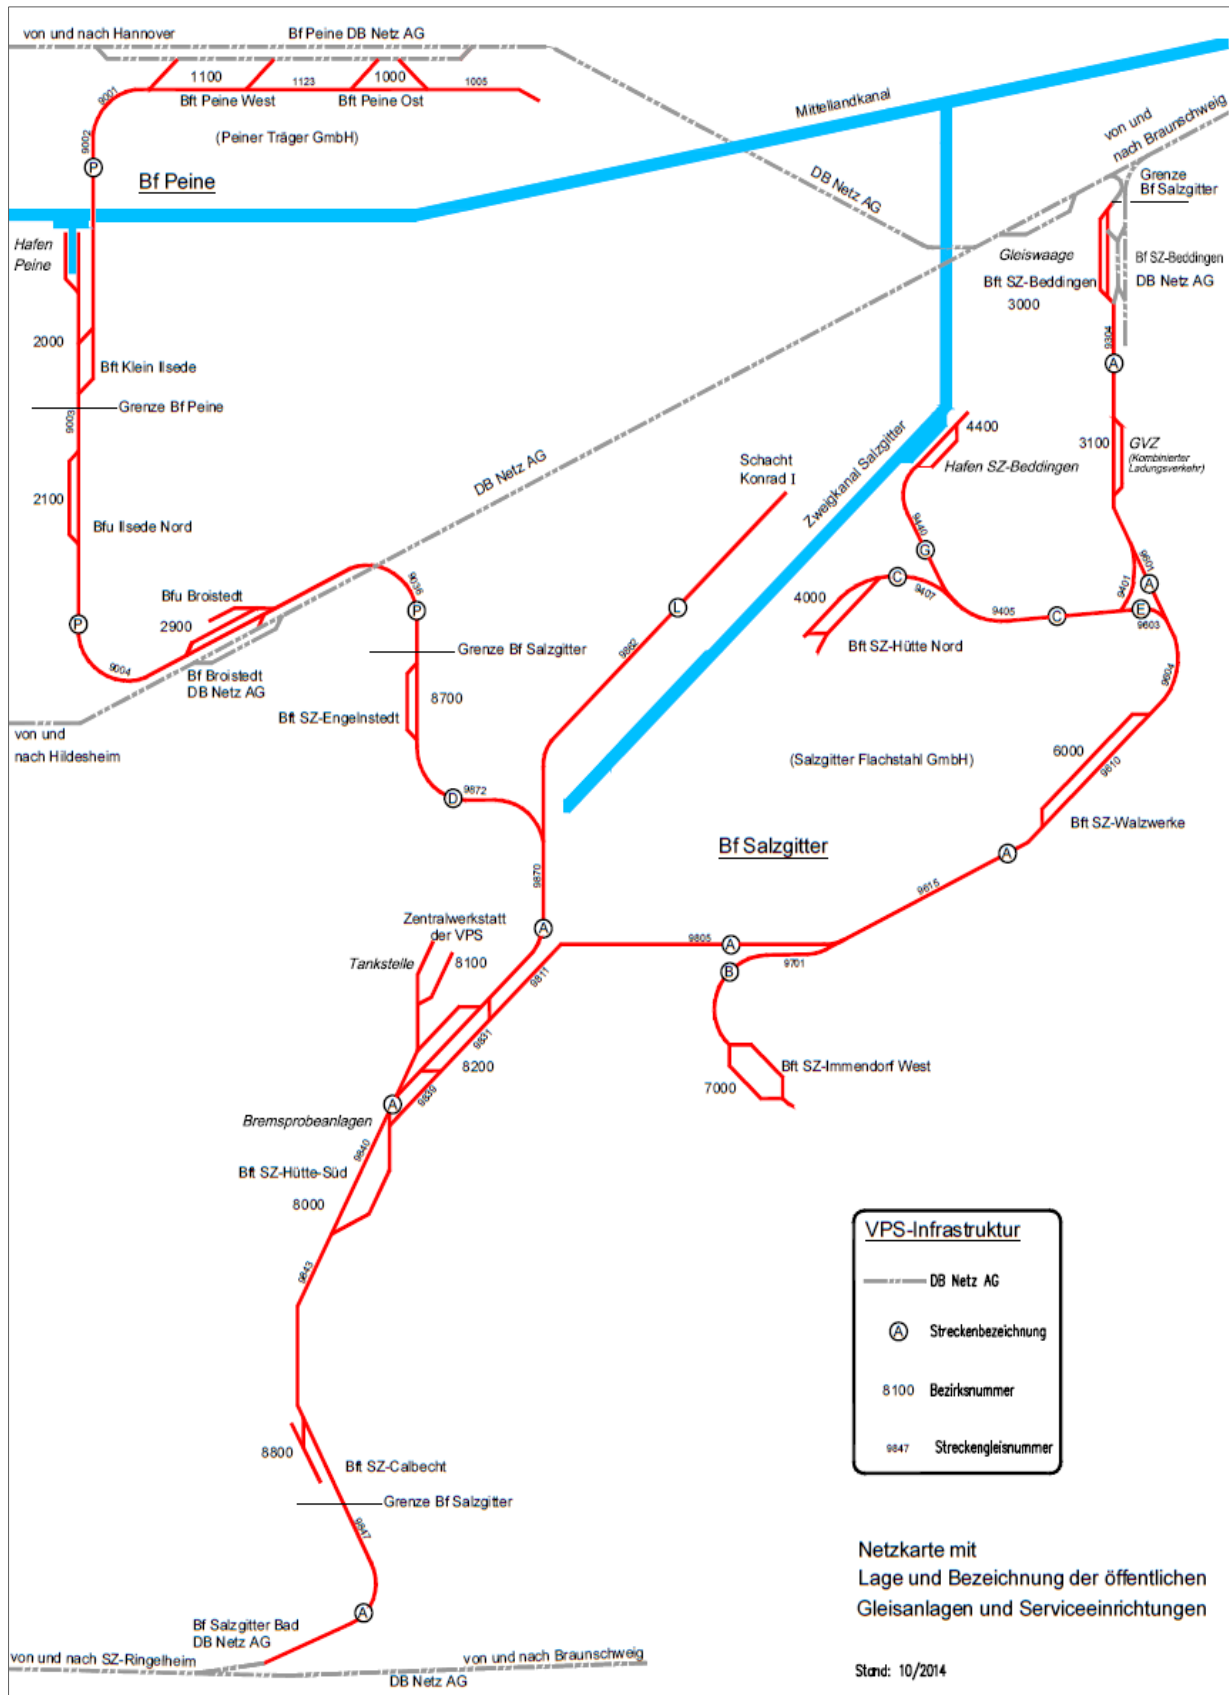 von und nach Hannover
Bf Peine DB Netz AG
1100
1123
1000
1005
9001
Bft Peine West
Bft Peine Ost
9002
(Peiner Träger GmbH)
P
Bf Peine
Mittellandkanal
von und
nach Braunschweig
DB Netz AG
Grenze
Bf Salzgitter
Hafen
Peine
Gleiswaage
Bft SZ-Beddingen
3000
Bf SZ-Beddingen
DB Netz AG
2000
Bft Klein Ilsede
9304
A
Grenze Bf Peine
9003
DB Netz AG
Zweigkanal Salzgitter
4400
Hafen SZ-Beddingen
3100
GVZ
(Kombinierter
Ladungsverkehr)
Schacht
Konrad I
2100
Bfu Ilsede Nord
9440
G
9601
A
9401
Bfu Broistedt
2900
9036
P
C
9407
4000
9405
C
E
9603
L
P
9004
Bf Broistedt
DB Netz AG
Grenze Bf Salzgitter
9882
Bft SZ-Hütte Nord
9604
8700
Bft SZ-Engelnstedt
von und
nach Hildesheim
(Salzgitter Flachstahl GmbH)
6000
9610
D
9872
Bft SZ-Walzwerke
Bf Salzgitter
A
9870
9615
Zentralwerkstatt
der VPS
A
8100
Tankstelle
9805
A
9701
B
9811
9831
8200
9839
Bft SZ-Immendorf West
7000
A
Bremsprobeanlagen
9840
Bft SZ-Hütte-Süd
8000
9843
VPS-Infrastruktur
DB Netz AG
A
Streckenbezeichnung
8100
Bezirksnummer
9847
Streckengleisnummer
8800
Bft SZ-Calbecht
Grenze Bf Salzgitter
9847
Netzkarte mit
Lage und Bezeichnung der öffentlichen
Gleisanlagen und Serviceeinrichtungen
A
Bf Salzgitter Bad
DB Netz AG
von und nach SZ-Ringelheim
von und nach Braunschweig
DB Netz AG
Stand: 10/2014